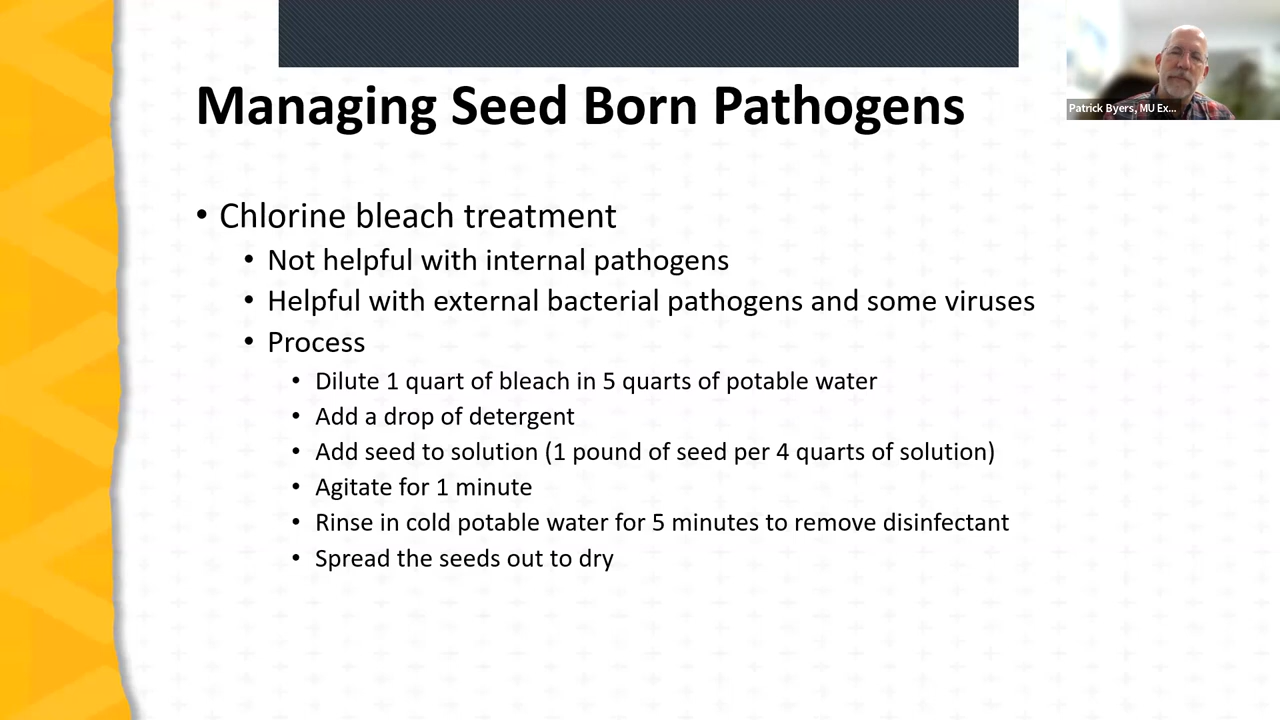 Managing Seed Born Pathogens
Patrick Byers, MU Ex...
• Chlorine bleach treatment
• Not helpful with internal pathogens
• Helpful with external bacterial pathogens and some viruses
• Process
• Dilute 1 quart of bleach in 5 quarts of potable water
• Add a drop of detergent
• Add seed to solution (1 pound of seed per 4 quarts of solution)
• Agitate for 1 minute
• Rinse in cold potable water for 5 minutes to remove disinfectant
• Spread the seeds out to dry